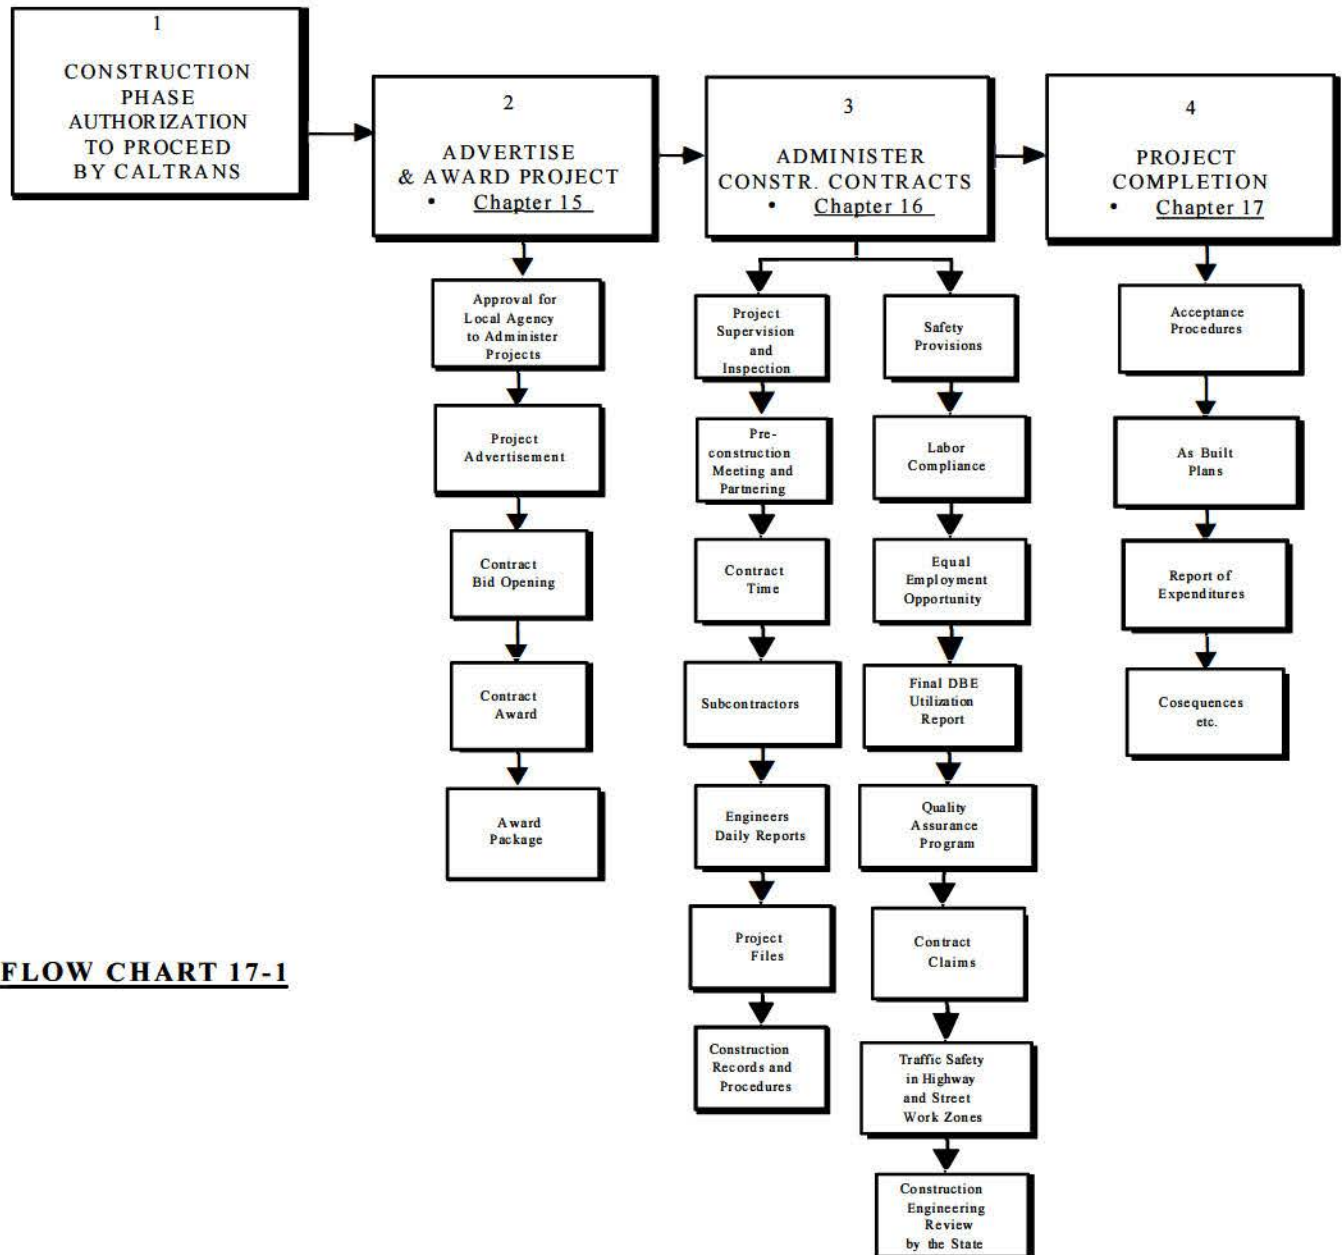 1
CONSTRUCTION
PHASE
AUTHORIZATION
TO PROCEED
BY CALTRANS
2
ADVERTISE
& AWARD PROJECT
• Chapter 15
3
ADMINISTER
CONSTR. CONTRACTS
• Chapter 16
4
PROJECT
COMPLETION
• Chapter 17
Approval for
Local Agency
to Administer
Projects
Project
Advertisement
Contract
Bid Opening
Contract
Award
Award
Package
Project
Supervision
and
Inspection
Pre-
construction
Meeting and
Partnering
Contract
Time
Subcontractors
Engineers
Daily Reports
Project
Files
Construction
Records and
Procedures
Safety
Provisions
Labor
Compliance
Equal
Employment
Opportunity
Final DBE
Utilization
Report
Quality
Assurance
Program
Contract
Claims
Traffic Safety
in Highway
and Street
Work Zones
Construction
Engineering
Review
by the State
Acceptance
Procedures
As Built
Plans
Report of
Expenditures
Cosequences
etc.
FLOW CHART 17-1